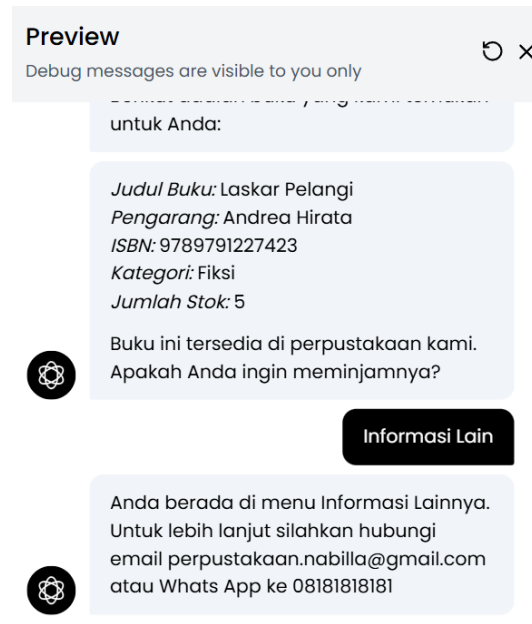 Preview
Debug messages are visible to you only
untuk Anda:
Judul Buku: Laskar Pelangi
Pengarang: Andrea Hirata
ISBN: 9789791227423
Kategori: Fiksi
Jumlah Stok: 5
Buku ini tersedia di perpustakaan kami.
Apakah Anda ingin meminjamnya?
Informasi Lain
Anda berada di menu Informasi Lainnya.
Untuk lebih lanjut silahkan hubungi
email perpustakaan.nabilla@gmail.com
atau Whats App ke 08181818181